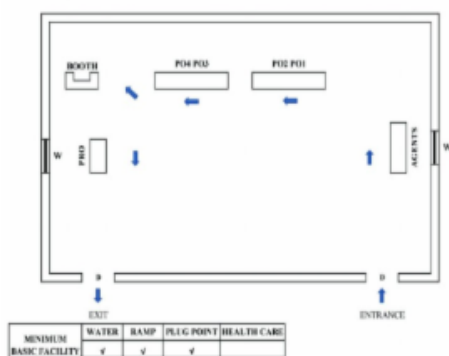 BOOTH
PO4 PO3
PO2 PO1
W
PRO
AGENTS
W
D
D
EXIT
ENTRANCE
MINIMUM BASIC FACILITY
WATER RAMP PLUG POINT HEALTH CARE
√ √ √